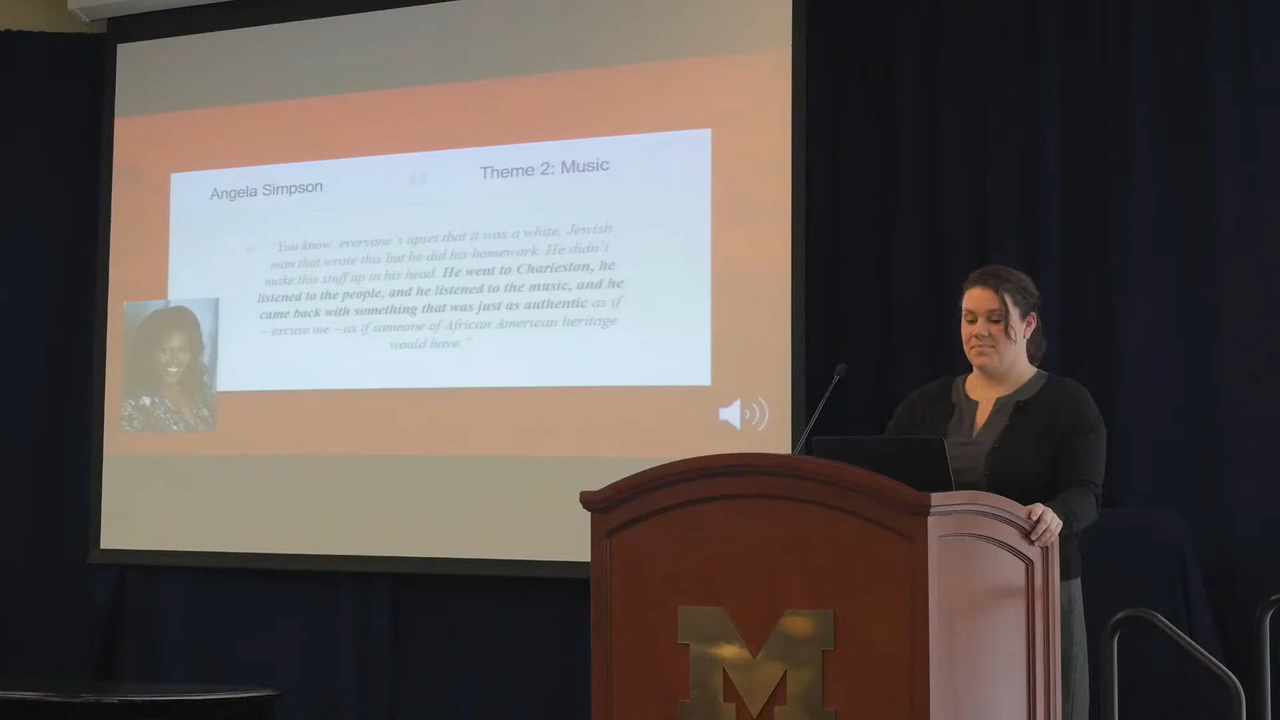 Angela Simpson
Theme 2: Music
"You know, everyone's upset that it was a white, Jewish
man that wrote this but he did his homework. He didn't
make this stuff up in his head. He went to Charleston, he
listened to the people, and he listened to the music, and he
came back with something that was just as authentic as if
– excuse me – as if someone of African American heritage
would have."
M